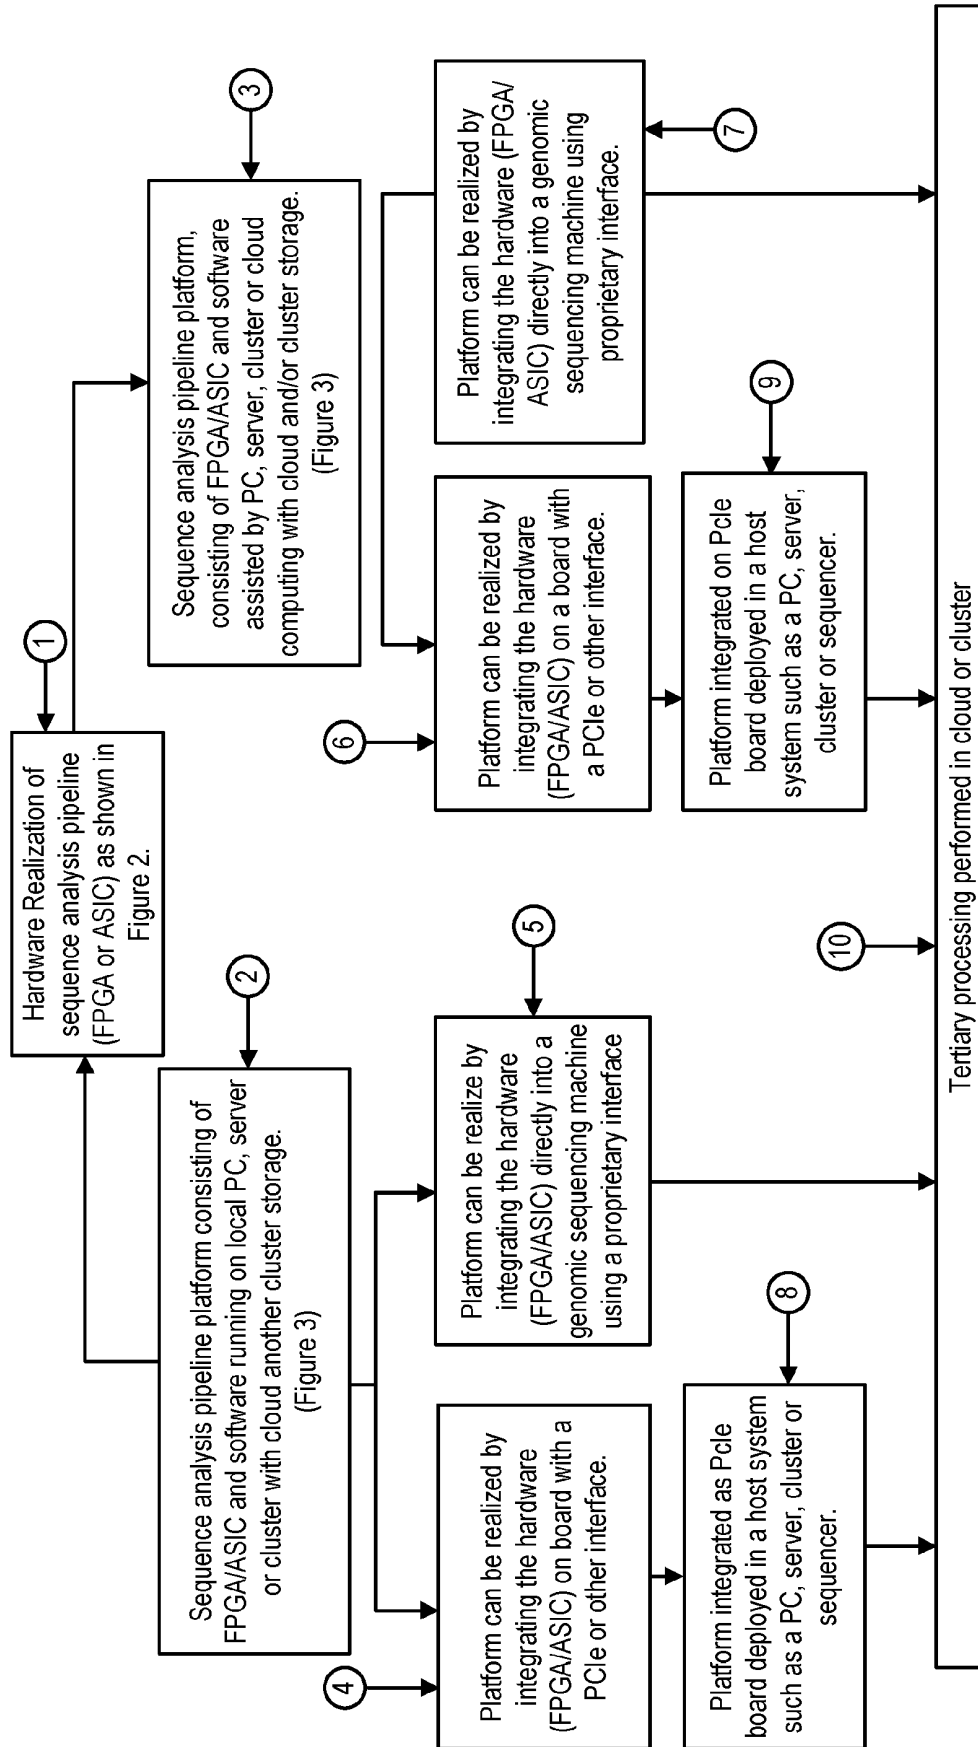 1
Hardware Realization of
sequence analysis pipeline
(FPGA or ASIC) as shown in
Figure 2.
2
Sequence analysis pipeline platform consisting of
FPGA/ASIC and software running on local PC, server
or cluster with cloud another cluster storage.
(Figure 3)
3
Sequence analysis pipeline platform,
consisting of FPGA/ASIC and software
assisted by PC, server, cluster or cloud
computing with cloud and/or cluster storage.
(Figure 3)
4
Platform can be realized by
integrating the hardware
(FPGA/ASIC) on board with a
PCIe or other interface.
5
Platform can be realize by
integrating the hardware
(FPGA/ASIC) directly into a
genomic sequencing machine
using a proprietary interface
6
Platform can be realized by
integrating the hardware
(FPGA/ASIC) on a board with
a PCIe or other interface.
7
Platform can be realized by
integrating the hardware (FPGA/
ASIC) directly into a genomic
sequencing machine using
proprietary interface.
8
Platform integrated as PcIe
board deployed in a host system
such as a PC, server, cluster or
sequencer.
9
Platform integrated on PcIe
board deployed in a host
system such as a PC, server,
cluster or sequencer.
10
Tertiary processing performed in cloud or cluster